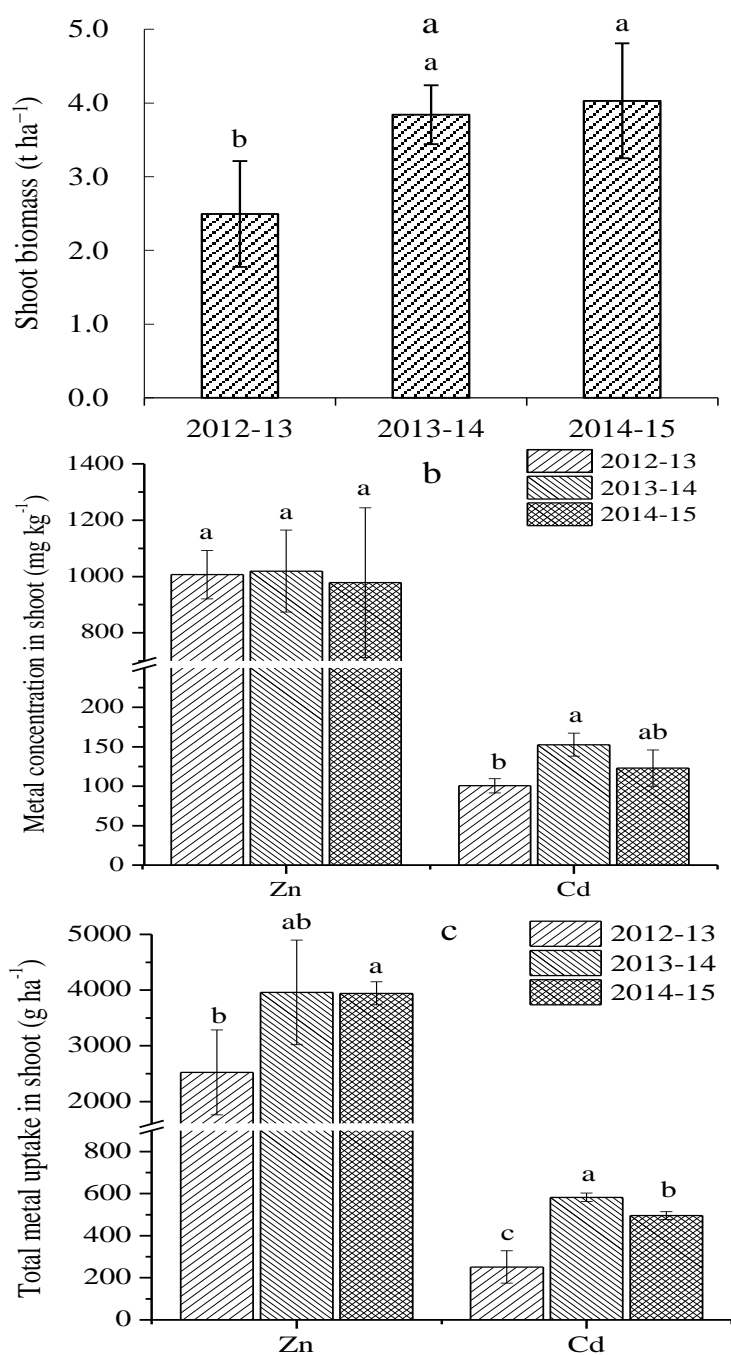 a
Shoot biomass (t ha⁻¹)
5.0
4.0
3.0
2.0
1.0
0.0
b
a
a
2012-13
2013-14
2014-15
b
Metal concentration in shoot (mg kg⁻¹)
1400
1200
1000
800
200
150
100
50
0
2012-13
2013-14
2014-15
a
a
a
b
a
ab
Zn
Cd
c
Total metal uptake in shoot (g ha⁻¹)
5000
4000
3000
2000
800
600
400
200
0
2012-13
2013-14
2014-15
b
ab
a
c
a
b
Zn
Cd